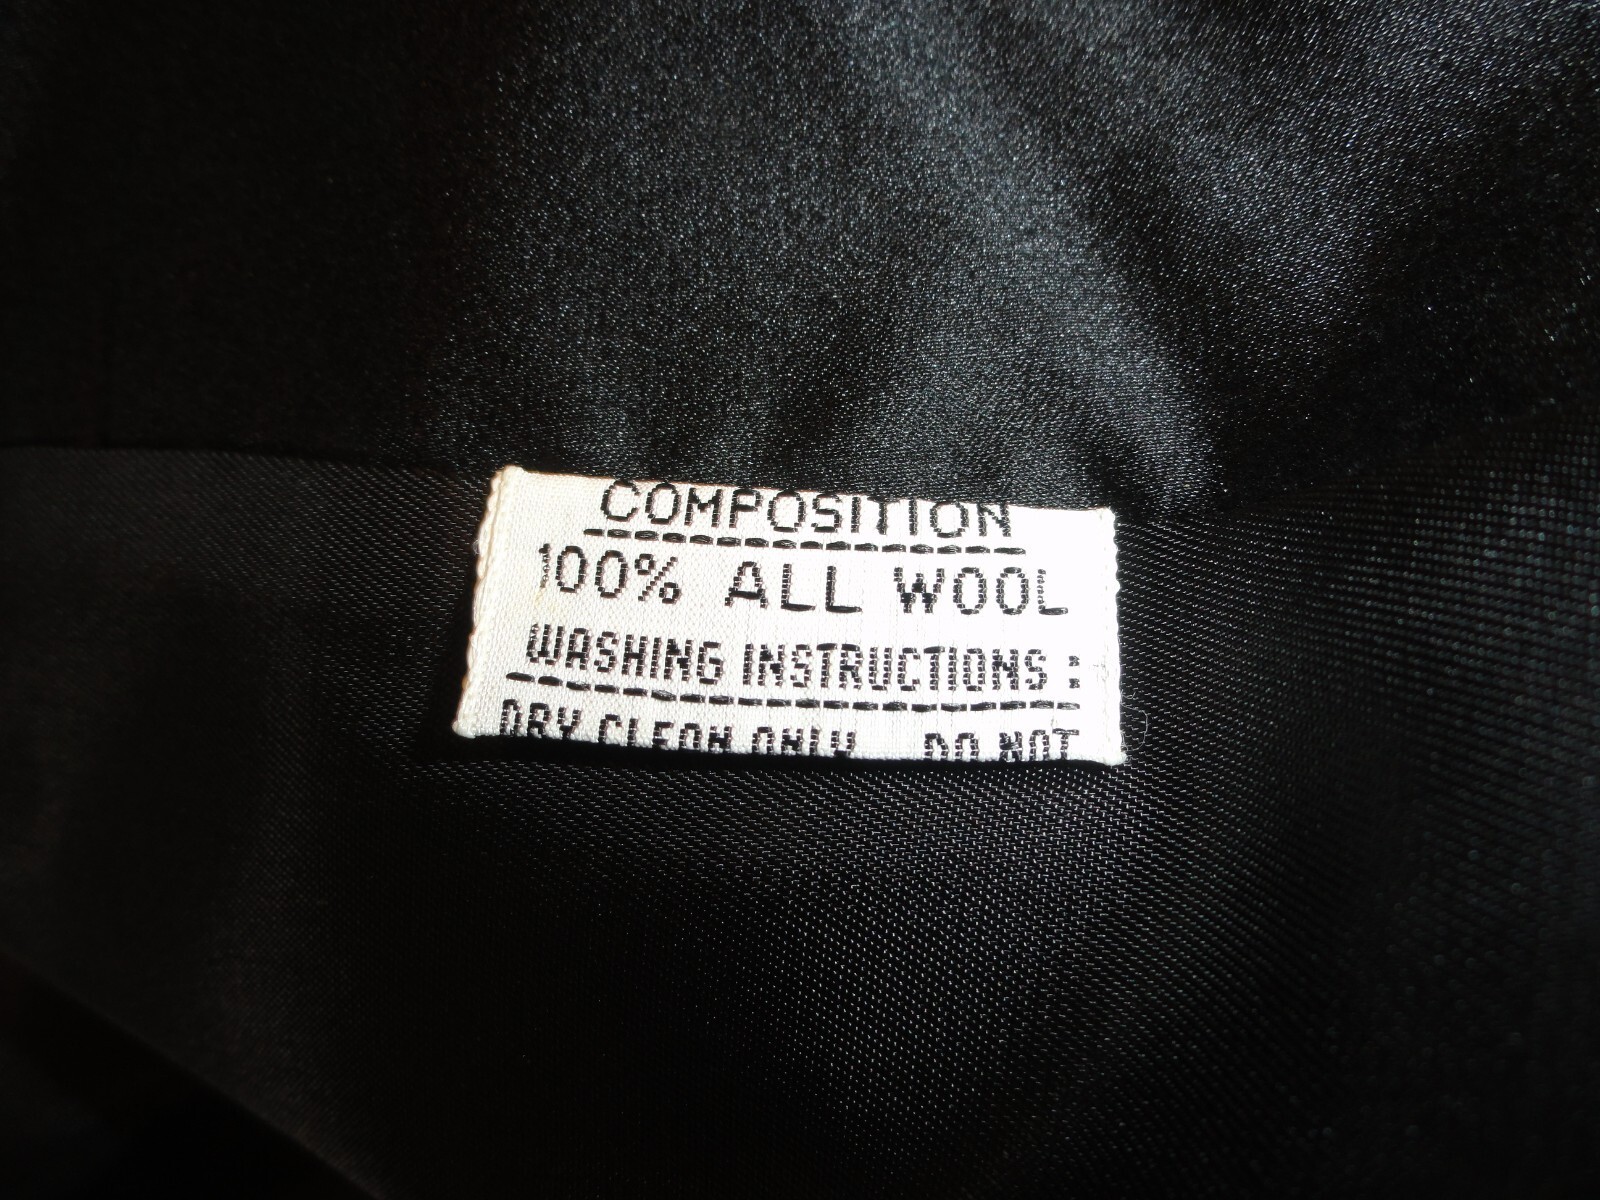 COMPOSITION
100% ALL WOOL
WASHING INSTRUCTIONS :
DRY CLEAN ONLY DO NOT